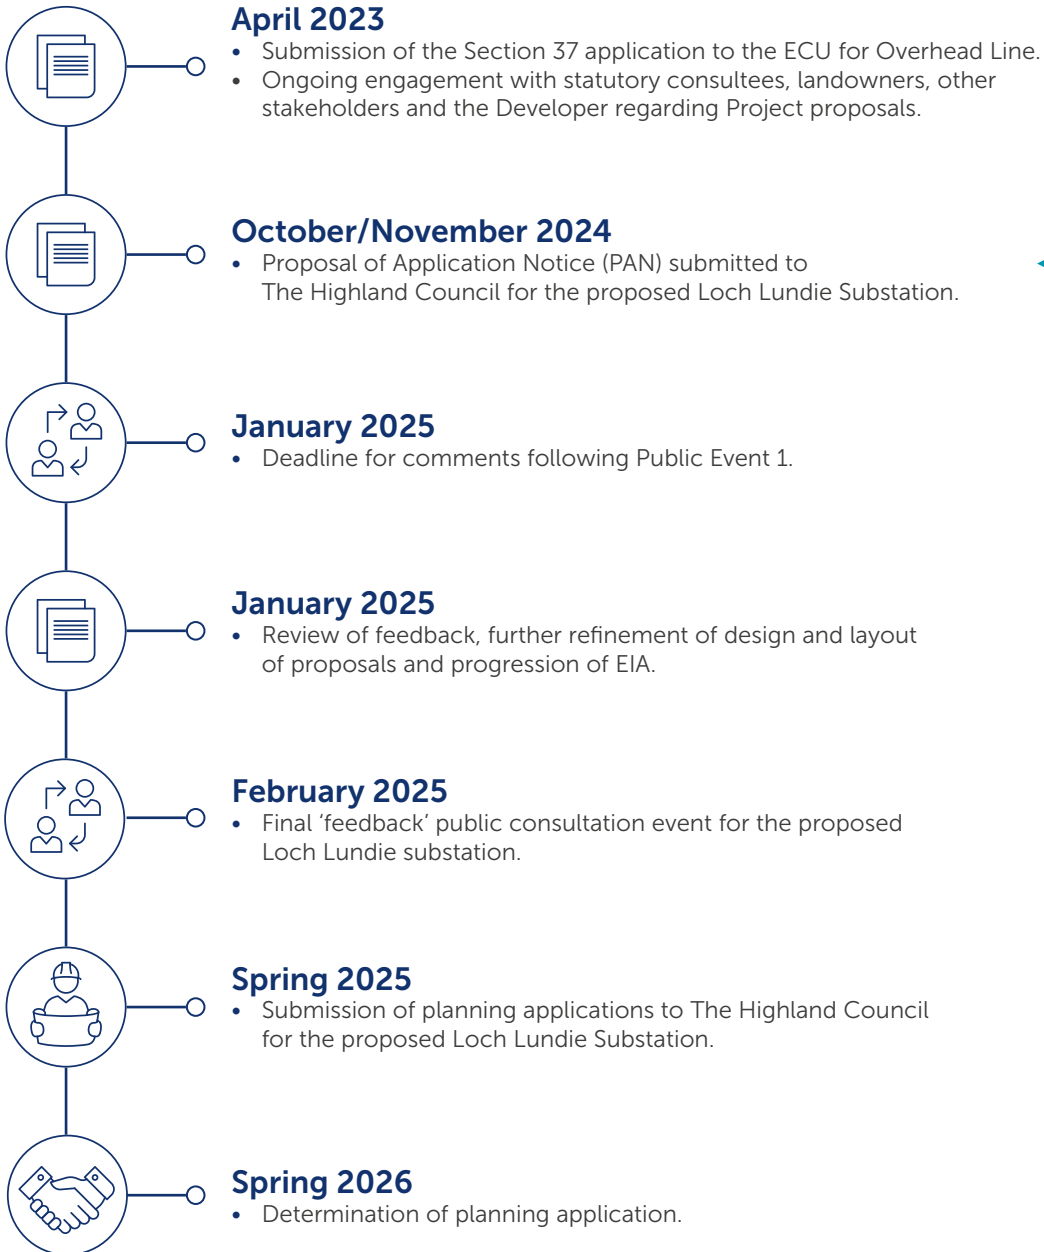 April 2023
• Submission of the Section 37 application to the ECU for Overhead Line.
• Ongoing engagement with statutory consultees, landowners, other
stakeholders and the Developer regarding Project proposals.
October/November 2024
• Proposal of Application Notice (PAN) submitted to
The Highland Council for the proposed Loch Lundie Substation.
January 2025
• Deadline for comments following Public Event 1.
January 2025
• Review of feedback, further refinement of design and layout
of proposals and progression of EIA.
February 2025
• Final ‘feedback’ public consultation event for the proposed
Loch Lundie substation.
Spring 2025
• Submission of planning applications to The Highland Council
for the proposed Loch Lundie Substation.
Spring 2026
• Determination of planning application.